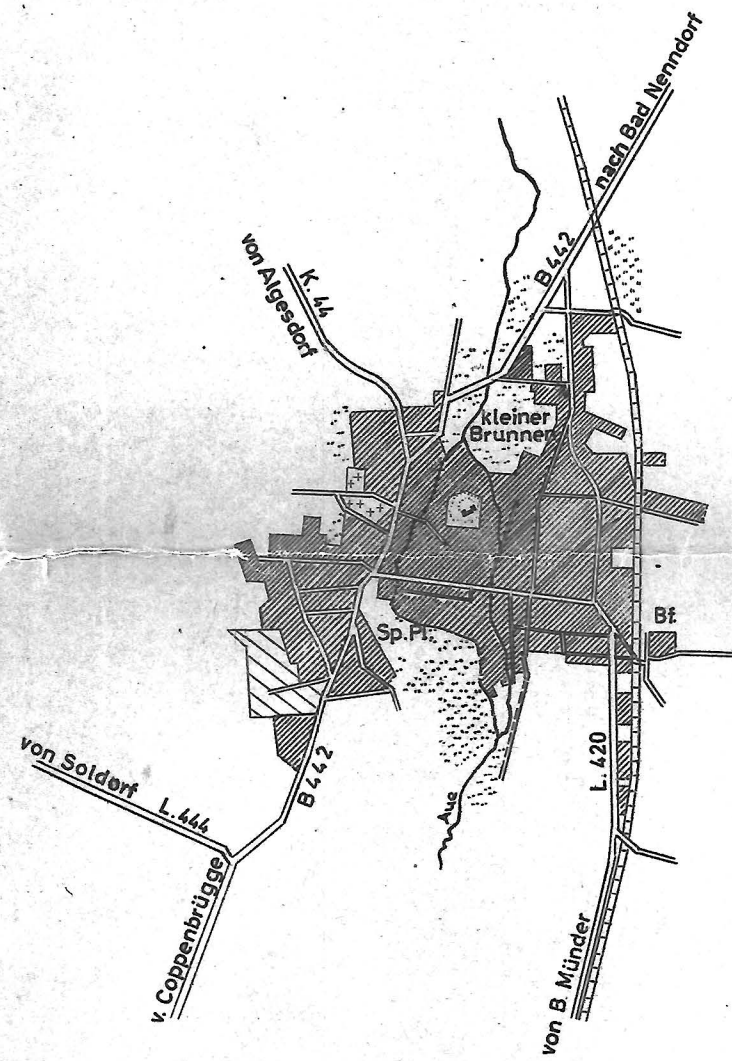 nach Bad Nenndorf
B 442
von Algesdorf
K. 44
kleiner
Brunnen
Sp.Pl.
Bf.
von Soldorf
L. 444
B 442
Aue
L. 420
v. Coppenbrügge
von B. Münder